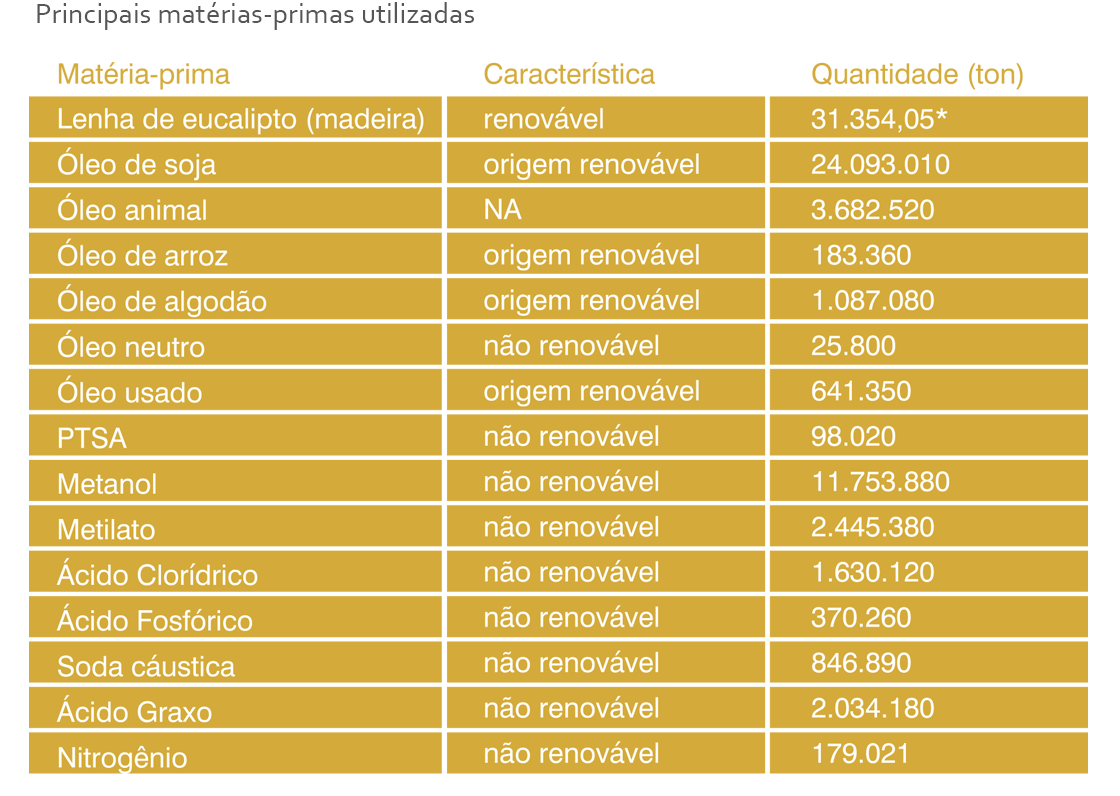 Principais matérias-primas utilizadas
Matéria-prima Característica Quantidade (ton)
Lenha de eucalipto (madeira) renovável 31.354,05*
Óleo de soja origem renovável 24.093.010
Óleo animal NA 3.682.520
Óleo de arroz origem renovável 183.360
Óleo de algodão origem renovável 1.087.080
Óleo neutro não renovável 25.800
Óleo usado origem renovável 641.350
PTSA não renovável 98.020
Metanol não renovável 11.753.880
Metilato não renovável 2.445.380
Ácido Clorídrico não renovável 1.630.120
Ácido Fosfórico não renovável 370.260
Soda cáustica não renovável 846.890
Ácido Graxo não renovável 2.034.180
Nitrogênio não renovável 179.021